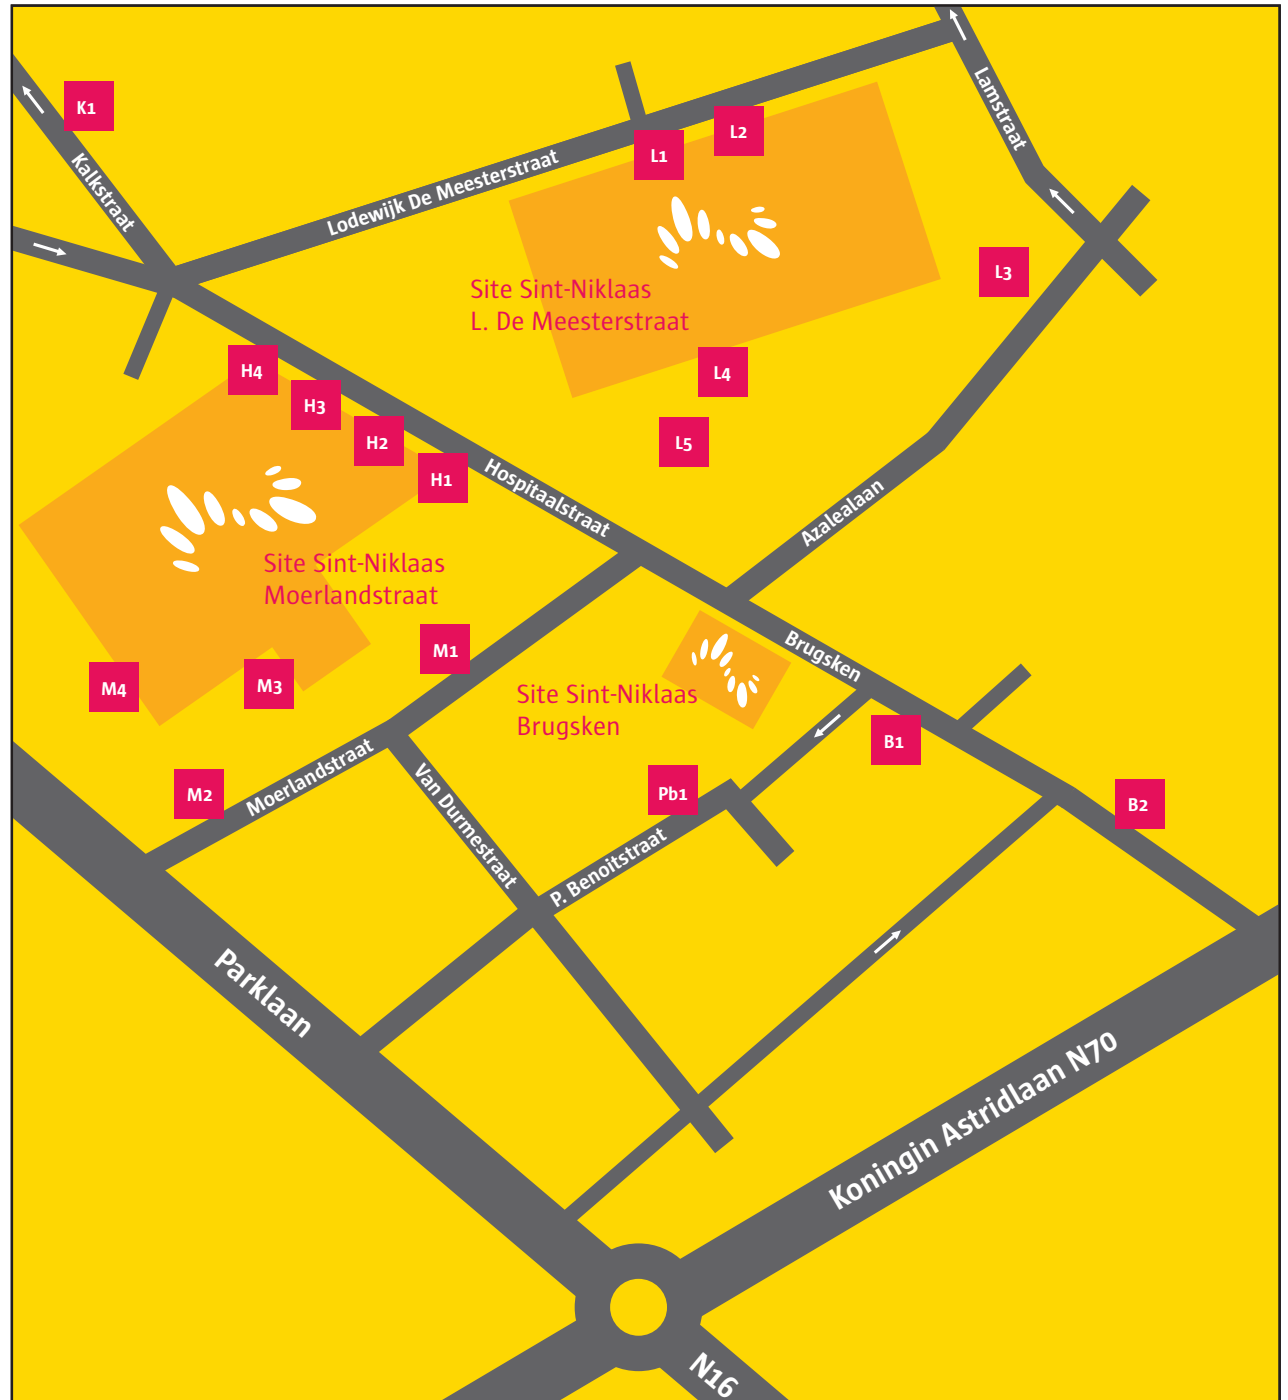 K1
Kalkstraat
Lodewijk De Meesterstraat
L1
L2
Lamstraat
L3
Site Sint-Niklaas
L. De Meesterstraat
L4
L5
H4
H3
H2
H1
Hospitaalstraat
Azalealaan
Site Sint-Niklaas
Moerlandstraat
M1
M3
M4
Brugsken
Site Sint-Niklaas
Brugsken
B1
Pb1
B2
M2
Moerlandstraat
Van Durmestraat
P. Benoitstraat
Parklaan
Koningin Astridlaan N70
N16